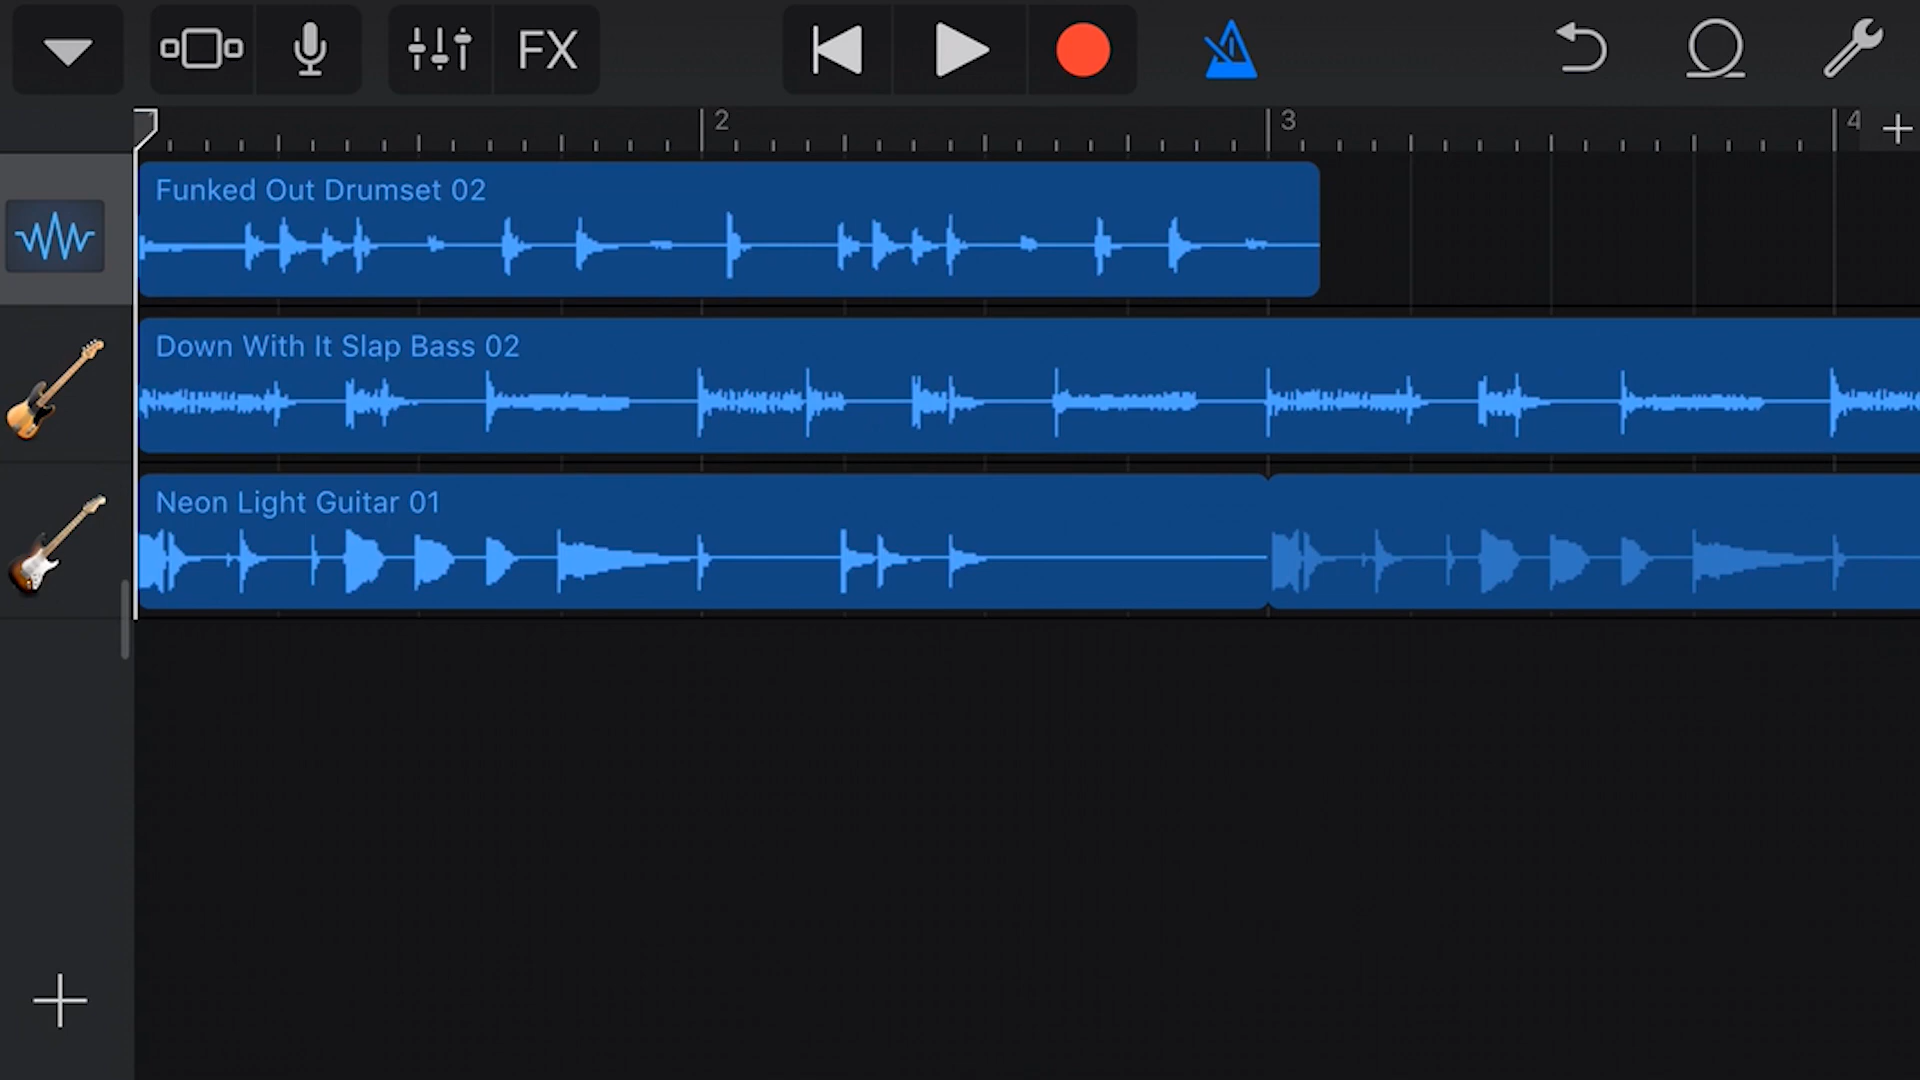 FX
2
3
4
Funked Out Drumset 02
Down With It Slap Bass 02
Neon Light Guitar 01